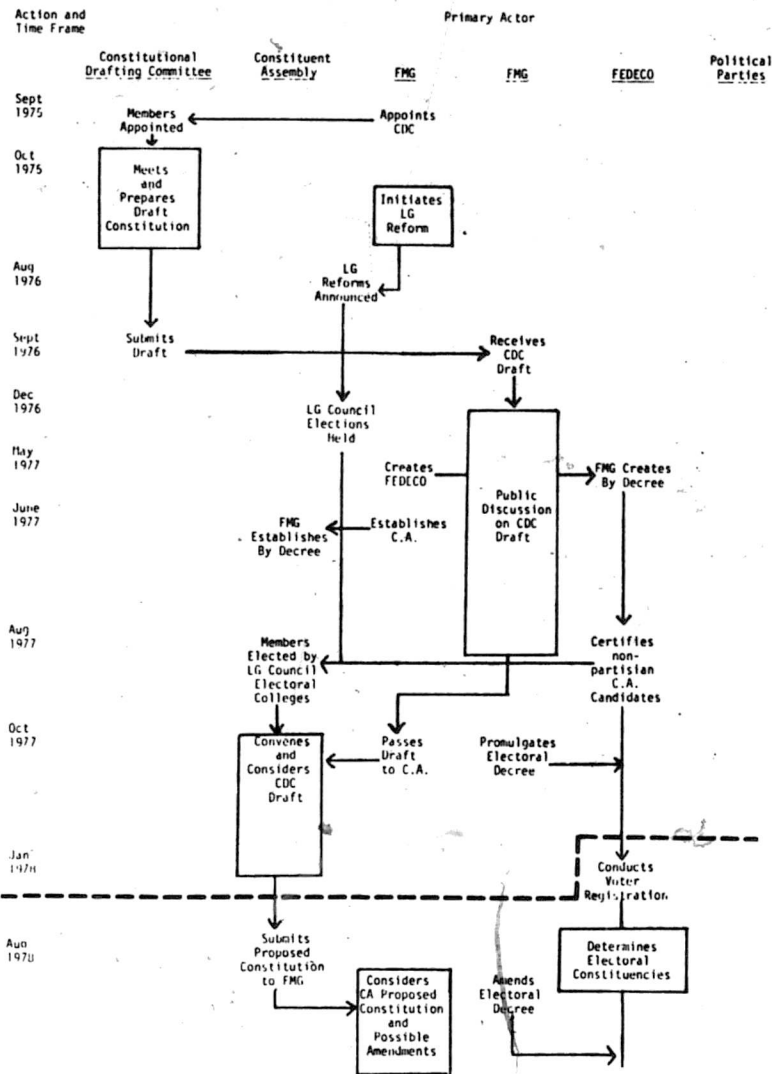 Action and
Time Frame
Primary Actor
Constitutional
Drafting Committee
Constituent
Assembly
FMG
FMG
FEDECO
Political
Parties
Sept
1975
Members
Appointed
Appoints
CDC
Oct
1975
Meets
and
Prepares
Draft
Constitution
Initiates
LG
Reform
Aug
1976
LG
Reforms
Announced
Sept
1976
Submits
Draft
Receives
CDC
Draft
Dec
1976
LG Council
Elections
Held
May
1977
Creates
FEDECO
Public
Discussion
on CDC
Draft
FMG Creates
By Decree
June
1977
FMG
Establishes
By Decree
Establishes
C.A.
Aug
1977
Members
Elected by
LG Council
Electoral
Colleges
Certifies
non-
partisian
C.A.
Candidates
Oct
1977
Convenes
and
Considers
CDC
Draft
Passes
Draft
to C.A.
Promulgates
Electoral
Decree
Jan
1978
Conducts
Voter
Registration
Aug
1978
Submits
Proposed
Constitution
to FMG
Considers
CA Proposed
Constitution
and
Possible
Amendments
Amends
Electoral
Decree
Determines
Electoral
Constituencies